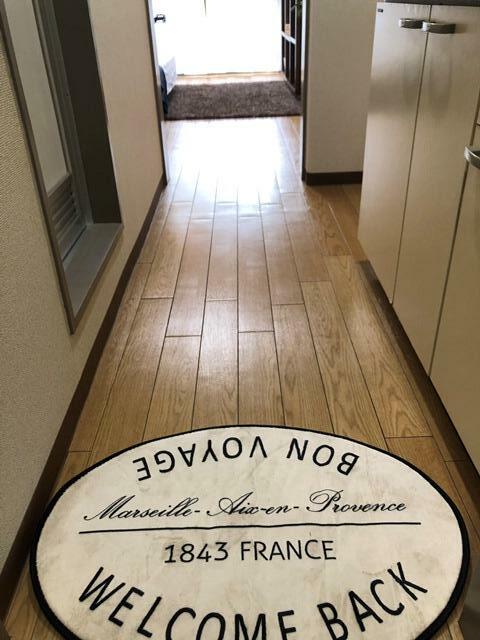 BON VOYAGE
Marseille-Aix-en-Provence
1843 FRANCE
WELCOME BACK